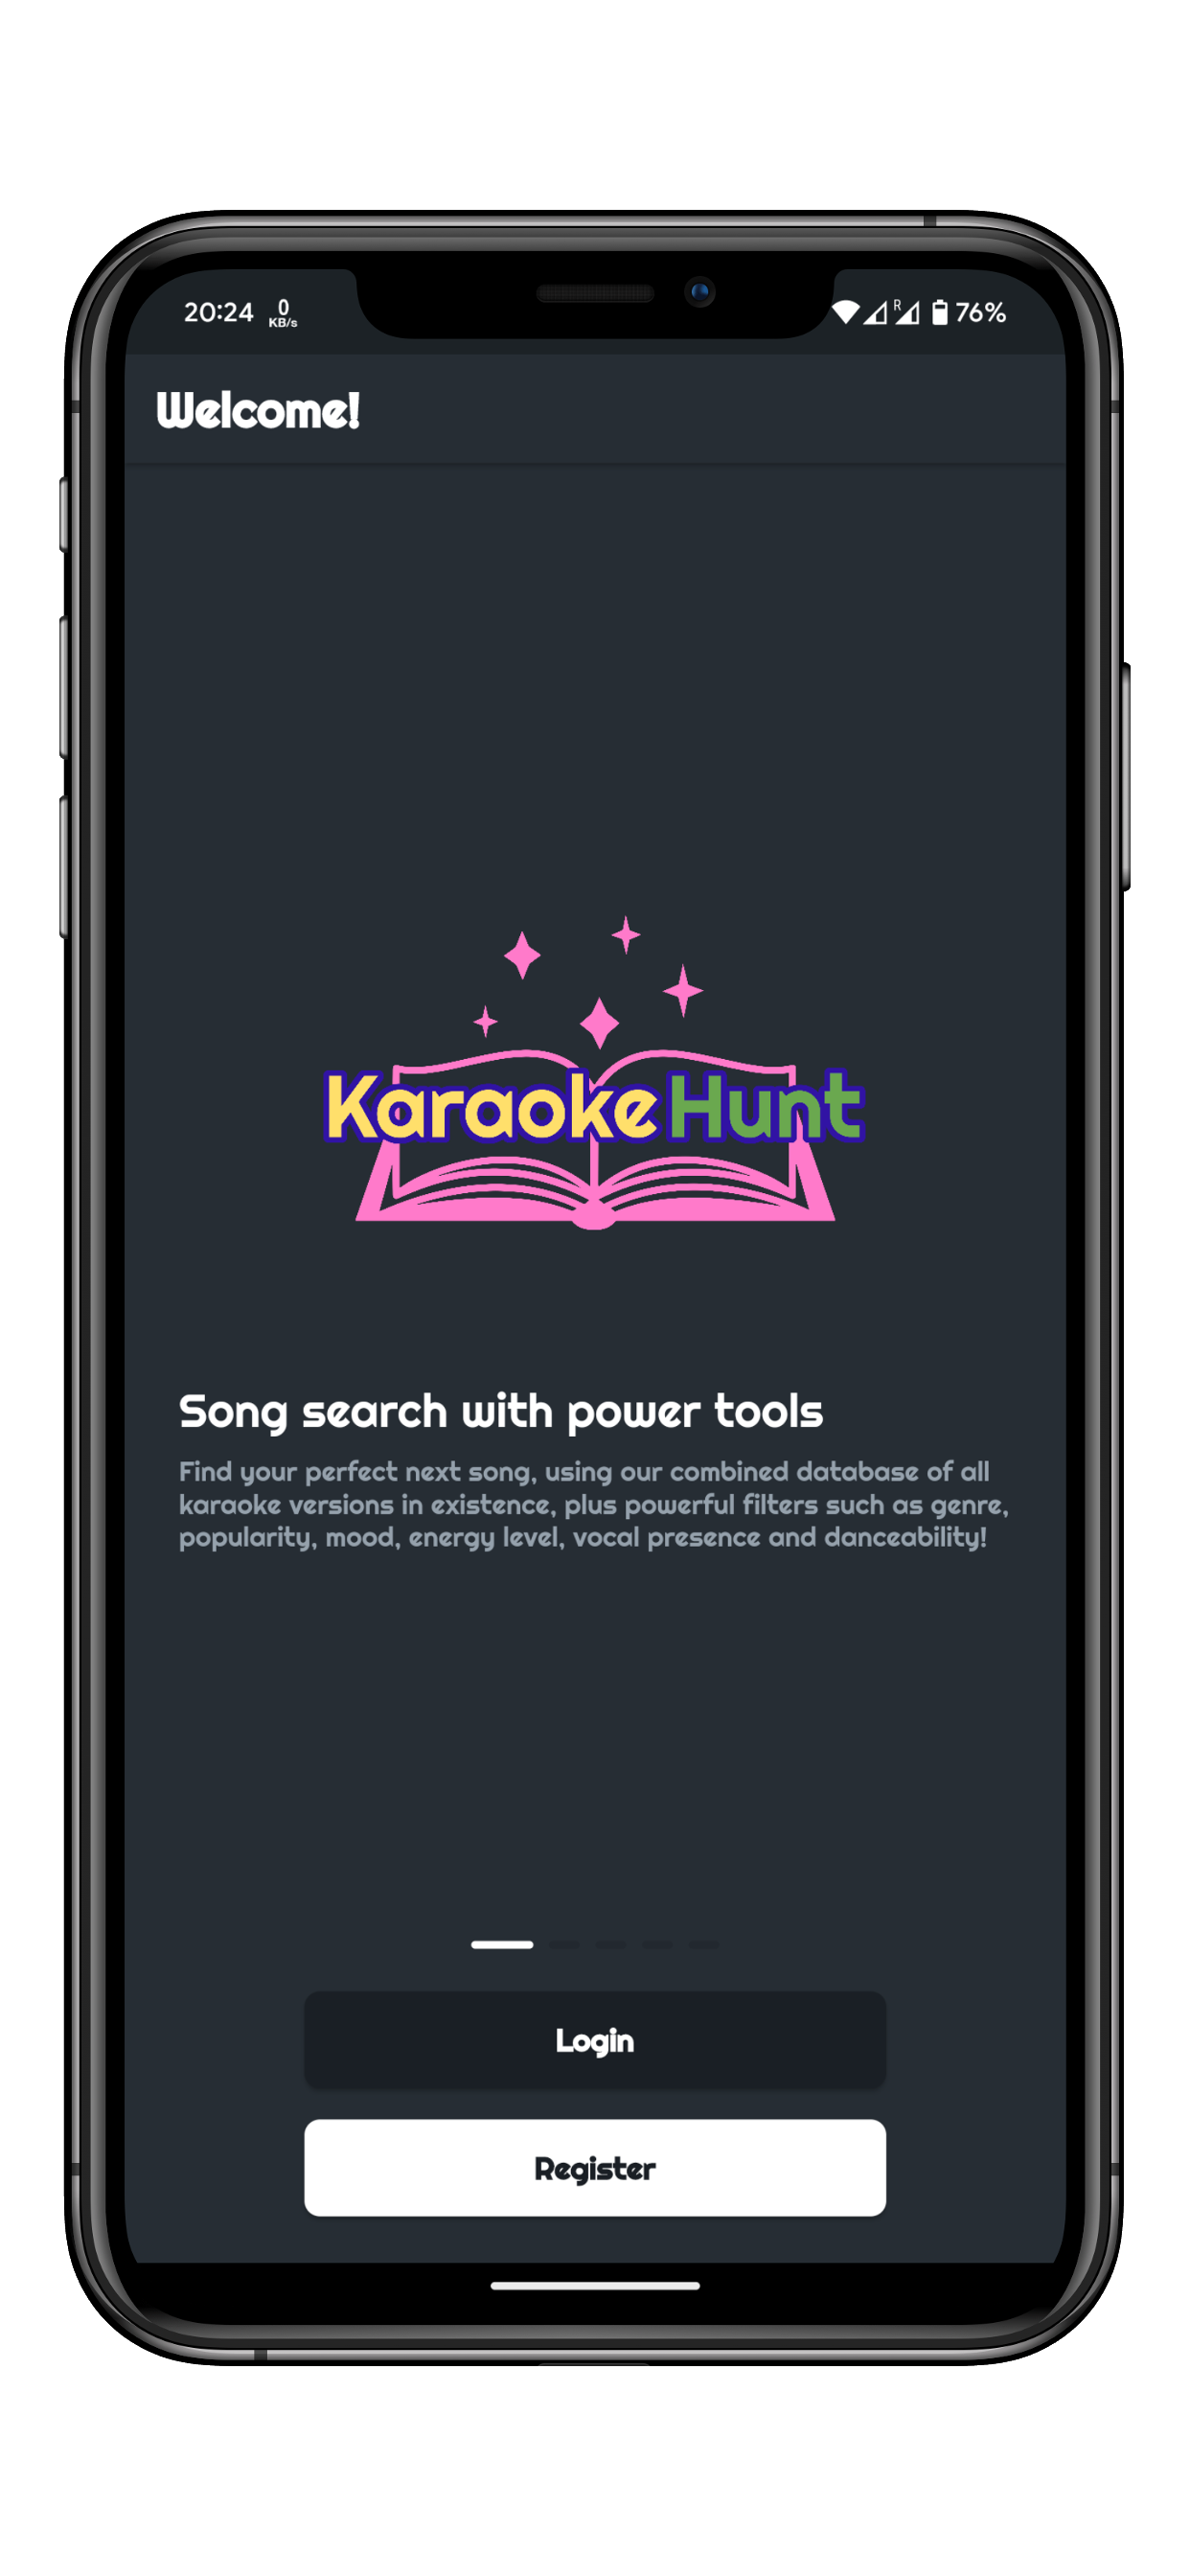 20:24 0 KB/s R 76%
Welcome!
KaraokeHunt
Song search with power tools
Find your perfect next song, using our combined database of all
karaoke versions in existence, plus powerful filters such as genre,
popularity, mood, energy level, vocal presence and danceability!
Login
Register